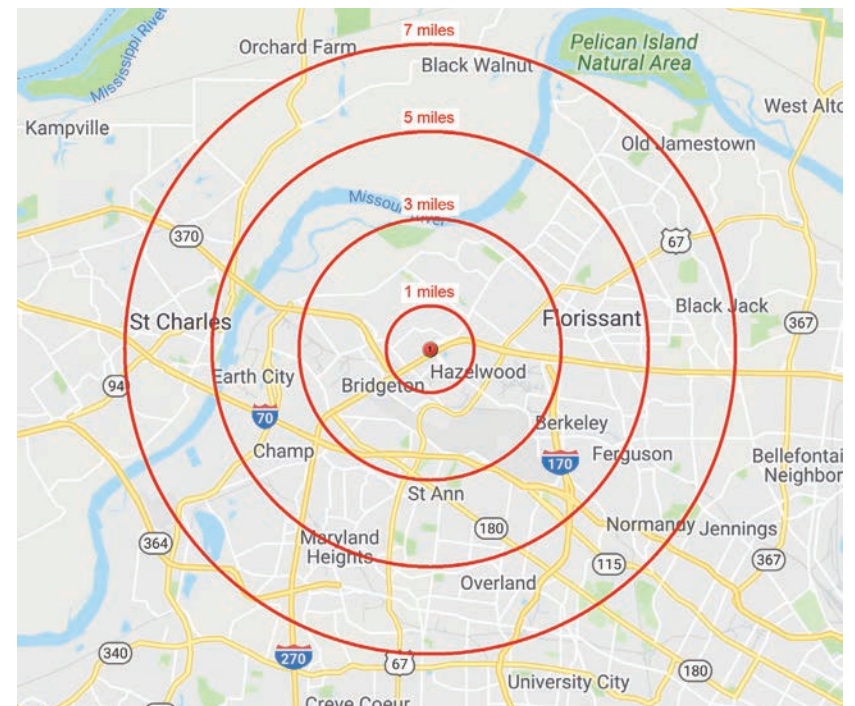 7 miles
Orchard Farm
Pelican Island
Natural Area
Black Walnut
Mississippi River
West Alto
5 miles
Kampville
Old Jamestown
Missou
3 miles
River
370
67
1 miles
Black Jack
St Charles
Florissant
367
Hazelwood
Earth City
Bridgeton
94
70
Berkeley
Champ
170
Ferguson
Bellefontai
Neighbor
St Ann
180
Normandy
Jennings
364
Maryland
Heights
115
367
Overland
340
270
67
180
University City
Creve Coeur